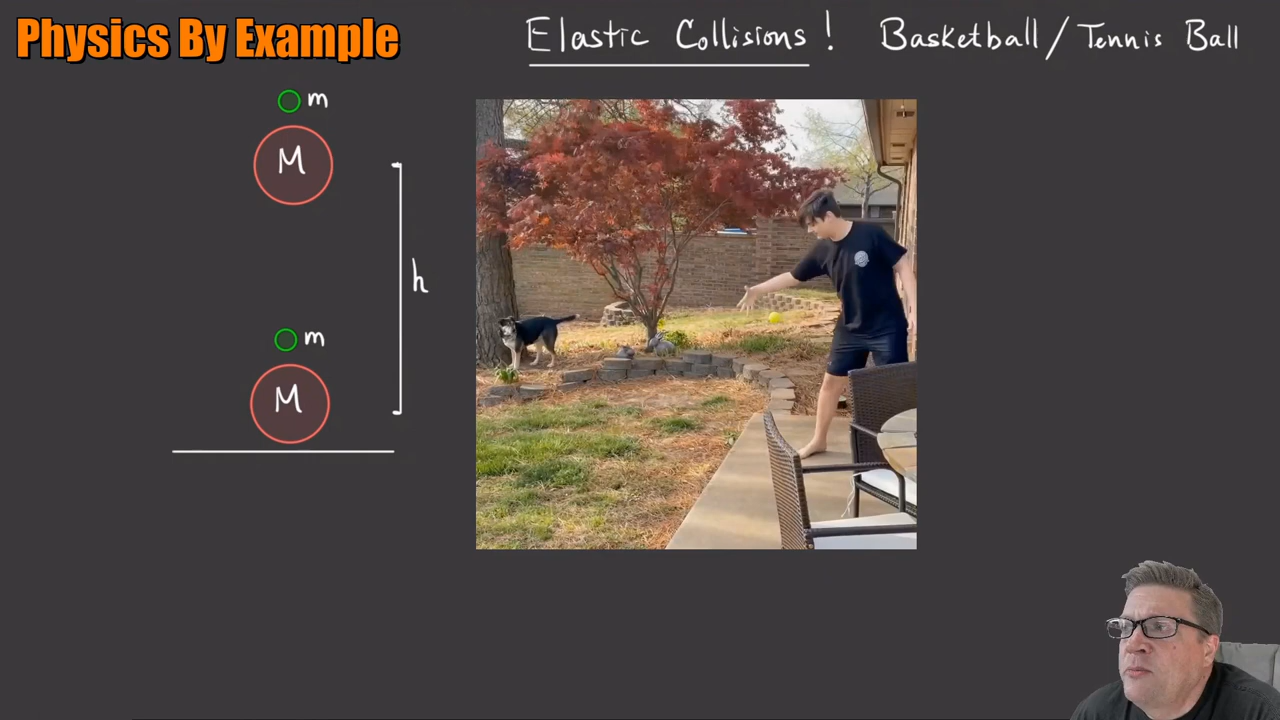 Physics By Example
Elastic Collisions! Basketball/Tennis Ball
m
M
h
m
M